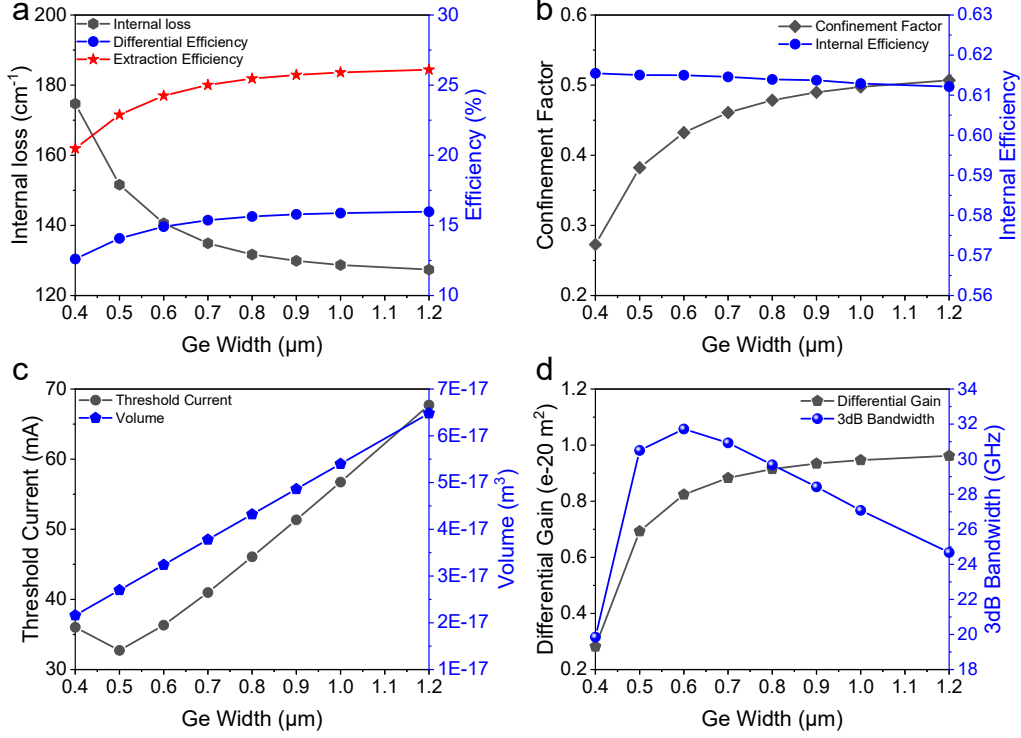 a
Internal loss
Differential Efficiency
Extraction Efficiency
200
180
160
140
120
Internal loss (cm⁻¹)
30
25
20
15
10
Efficiency (%)
0.4 0.5 0.6 0.7 0.8 0.9 1.0 1.1 1.2
Ge Width (μm)
b
Confinement Factor
Internal Efficiency
0.6
0.5
0.4
0.3
0.2
Confinement Factor
0.63
0.62
0.61
0.60
0.59
0.58
0.57
0.56
Internal Efficiency
0.4 0.5 0.6 0.7 0.8 0.9 1.0 1.1 1.2
Ge Width (μm)
c
Threshold Current
Volume
70
60
50
40
30
Threshold Current (mA)
7E-17
6E-17
5E-17
4E-17
3E-17
2E-17
1E-17
Volume (m³)
0.4 0.5 0.6 0.7 0.8 0.9 1.0 1.1 1.2
Ge Width (μm)
d
Differential Gain
3dB Bandwidth
1.2
1.0
0.8
0.6
0.4
0.2
Differential Gain (e-20 m²)
34
32
30
28
26
24
22
20
18
3dB Bandwidth (GHz)
0.4 0.5 0.6 0.7 0.8 0.9 1.0 1.1 1.2
Ge Width (μm)